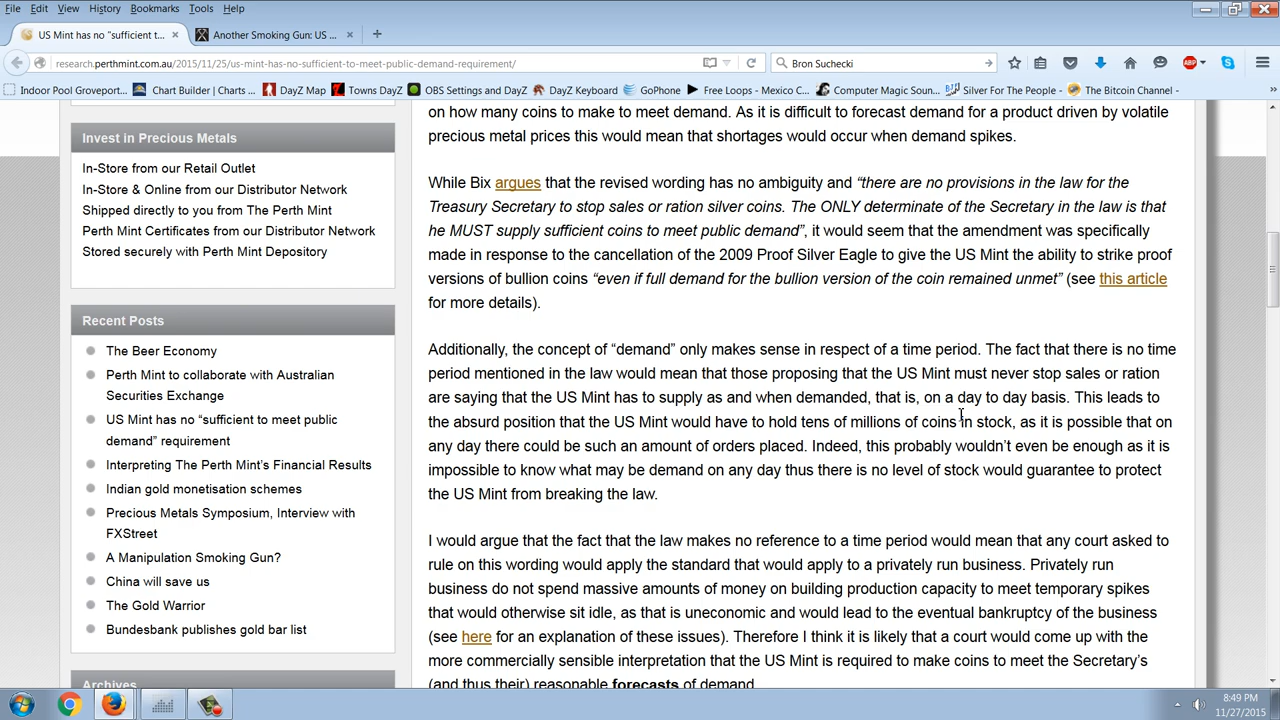 File Edit View History Bookmarks Tools Help
US Mint has no "sufficient t... × Another Smoking Gun: US ... × +
research.perthmint.com.au/2015/11/25/us-mint-has-no-sufficient-to-meet-public-demand-requirement/ Bron Suchecki
Indoor Pool Groveport... Chart Builder | Charts ... DayZ Map Towns DayZ OBS Settings and DayZ DayZ Keyboard GoPhone Free Loops - Mexico C... Computer Magic Soun... Silver For The People - The Bitcoin Channel -
Invest in Precious Metals
In-Store from our Retail Outlet
In-Store & Online from our Distributor Network
Shipped directly to you from The Perth Mint
Perth Mint Certificates from our Distributor Network
Stored securely with Perth Mint Depository
Recent Posts
The Beer Economy
Perth Mint to collaborate with Australian
Securities Exchange
US Mint has no “sufficient to meet public
demand” requirement
Interpreting The Perth Mint’s Financial Results
Indian gold monetisation schemes
Precious Metals Symposium, Interview with
FXStreet
A Manipulation Smoking Gun?
China will save us
The Gold Warrior
Bundesbank publishes gold bar list
Archives
on how many coins to make to meet demand. As it is difficult to forecast demand for a product driven by volatile
precious metal prices this would mean that shortages would occur when demand spikes.
While Bix argues that the revised wording has no ambiguity and “there are no provisions in the law for the
Treasury Secretary to stop sales or ration silver coins. The ONLY determinate of the Secretary in the law is that
he MUST supply sufficient coins to meet public demand”, it would seem that the amendment was specifically
made in response to the cancellation of the 2009 Proof Silver Eagle to give the US Mint the ability to strike proof
versions of bullion coins “even if full demand for the bullion version of the coin remained unmet” (see this article
for more details).
Additionally, the concept of “demand” only makes sense in respect of a time period. The fact that there is no time
period mentioned in the law would mean that those proposing that the US Mint must never stop sales or ration
are saying that the US Mint has to supply as and when demanded, that is, on a day to day basis. This leads to
the absurd position that the US Mint would have to hold tens of millions of coins in stock, as it is possible that on
any day there could be such an amount of orders placed. Indeed, this probably wouldn’t even be enough as it is
impossible to know what may be demand on any day thus there is no level of stock would guarantee to protect
the US Mint from breaking the law.
I would argue that the fact that the law makes no reference to a time period would mean that any court asked to
rule on this wording would apply the standard that would apply to a privately run business. Privately run
business do not spend massive amounts of money on building production capacity to meet temporary spikes
that would otherwise sit idle, as that is uneconomic and would lead to the eventual bankruptcy of the business
(see here for an explanation of these issues). Therefore I think it is likely that a court would come up with the
more commercially sensible interpretation that the US Mint is required to make coins to meet the Secretary’s
(and thus their) reasonable forecasts of demand
8:49 PM
11/27/2015